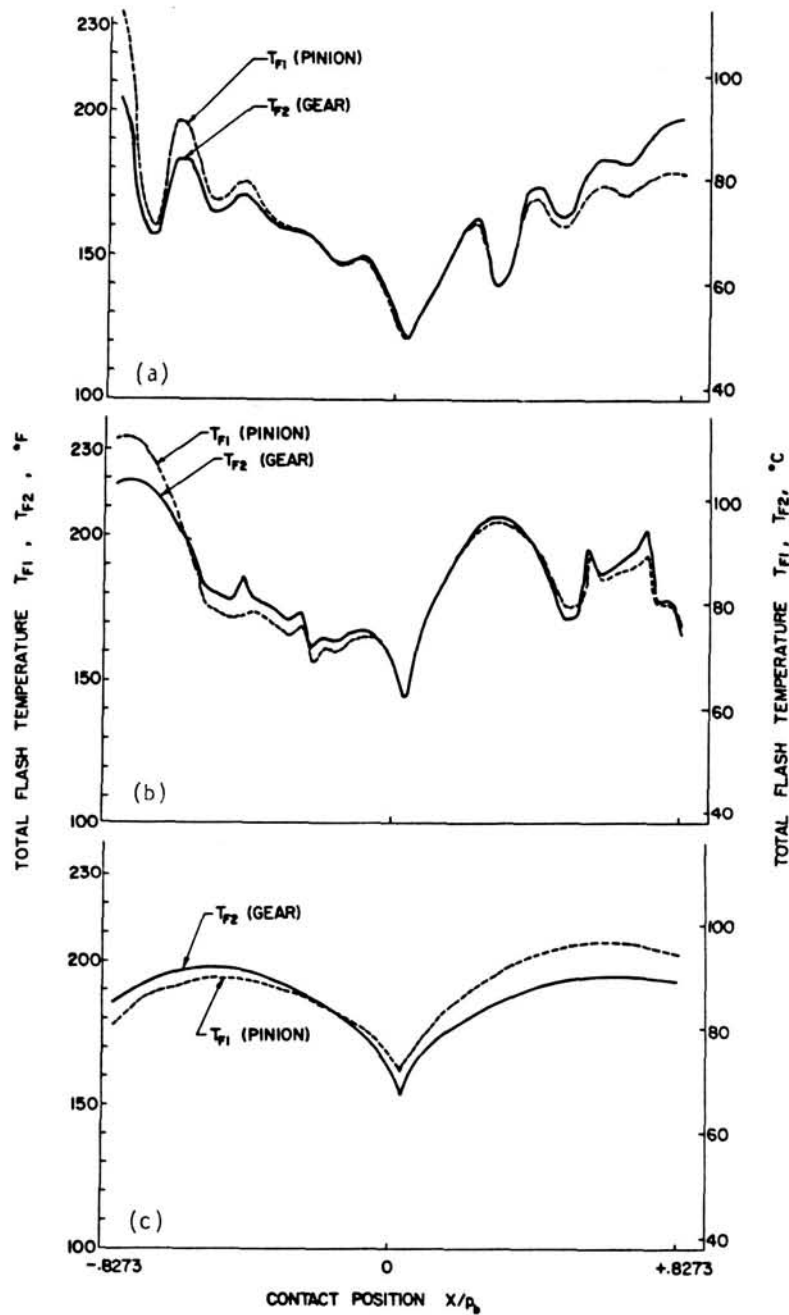 230
200
150
100
T_F1 (PINION)
T_F2 (GEAR)
100
80
60
40
(a)
230
200
150
100
T_F1 (PINION)
T_F2 (GEAR)
100
80
60
40
(b)
TOTAL FLASH TEMPERATURE T_F1 , T_F2 , °F
TOTAL FLASH TEMPERATURE T_F1, T_F2, °C
230
200
150
100
T_F2 (GEAR)
T_F1 (PINION)
100
80
60
40
(c)
-.8273 0 +.8273
CONTACT POSITION X/p_b